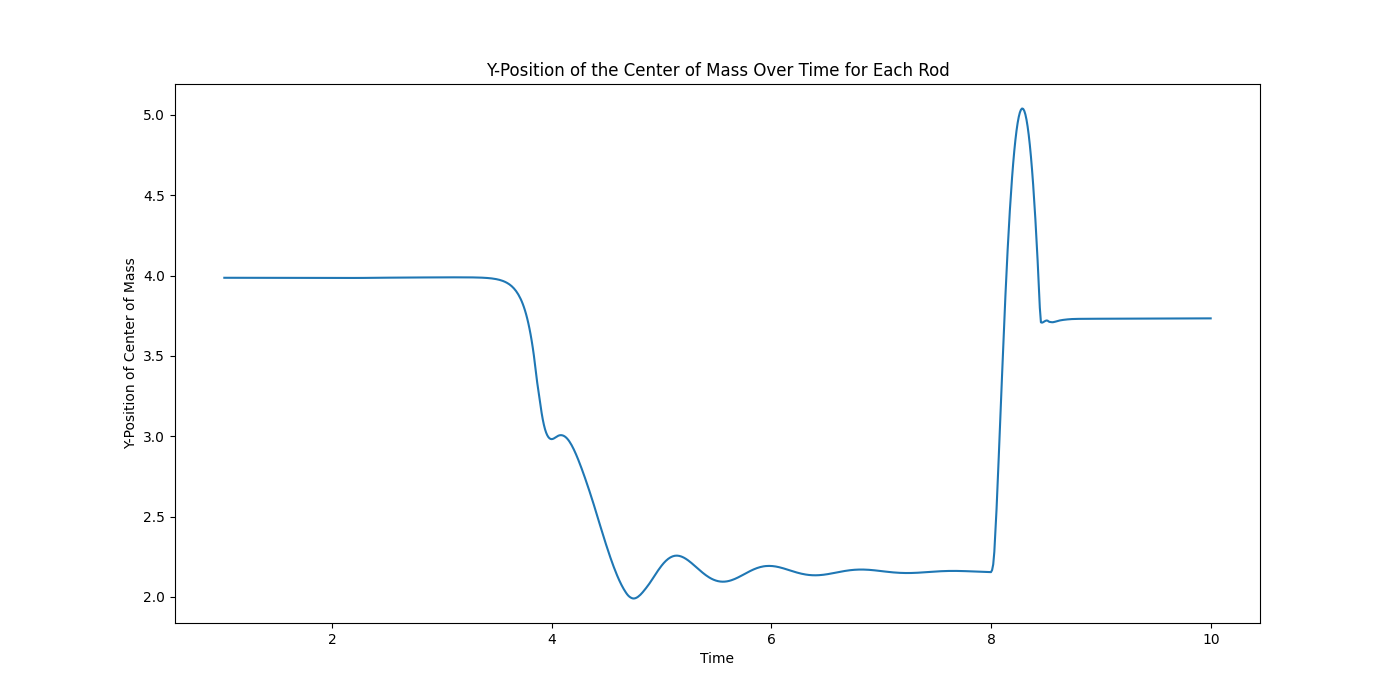 Y-Position of the Center of Mass Over Time for Each Rod
Y-Position of Center of Mass
5.0
4.5
4.0
3.5
3.0
2.5
2.0
2 4 6 8 10
Time